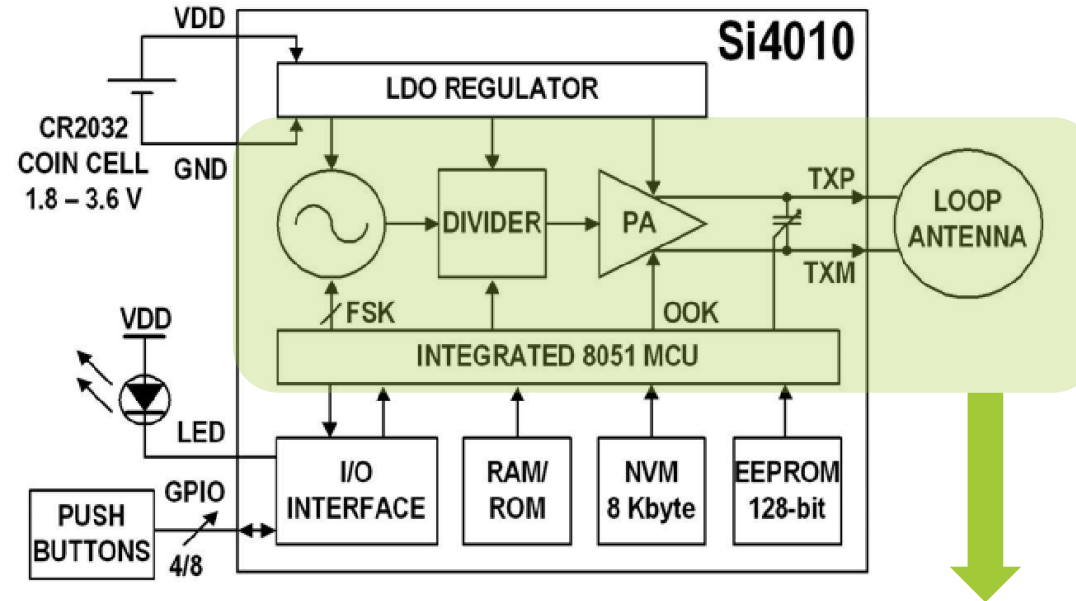 VDD
Si4010
LDO REGULATOR
CR2032
COIN CELL
1.8 – 3.6 V
GND
TXP
LOOP
ANTENNA
DIVIDER
PA
TXM
FSK
OOK
VDD
INTEGRATED 8051 MCU
LED
I/O
INTERFACE
RAM/
ROM
NVM
8 Kbyte
EEPROM
128-bit
GPIO
PUSH
BUTTONS
4/8